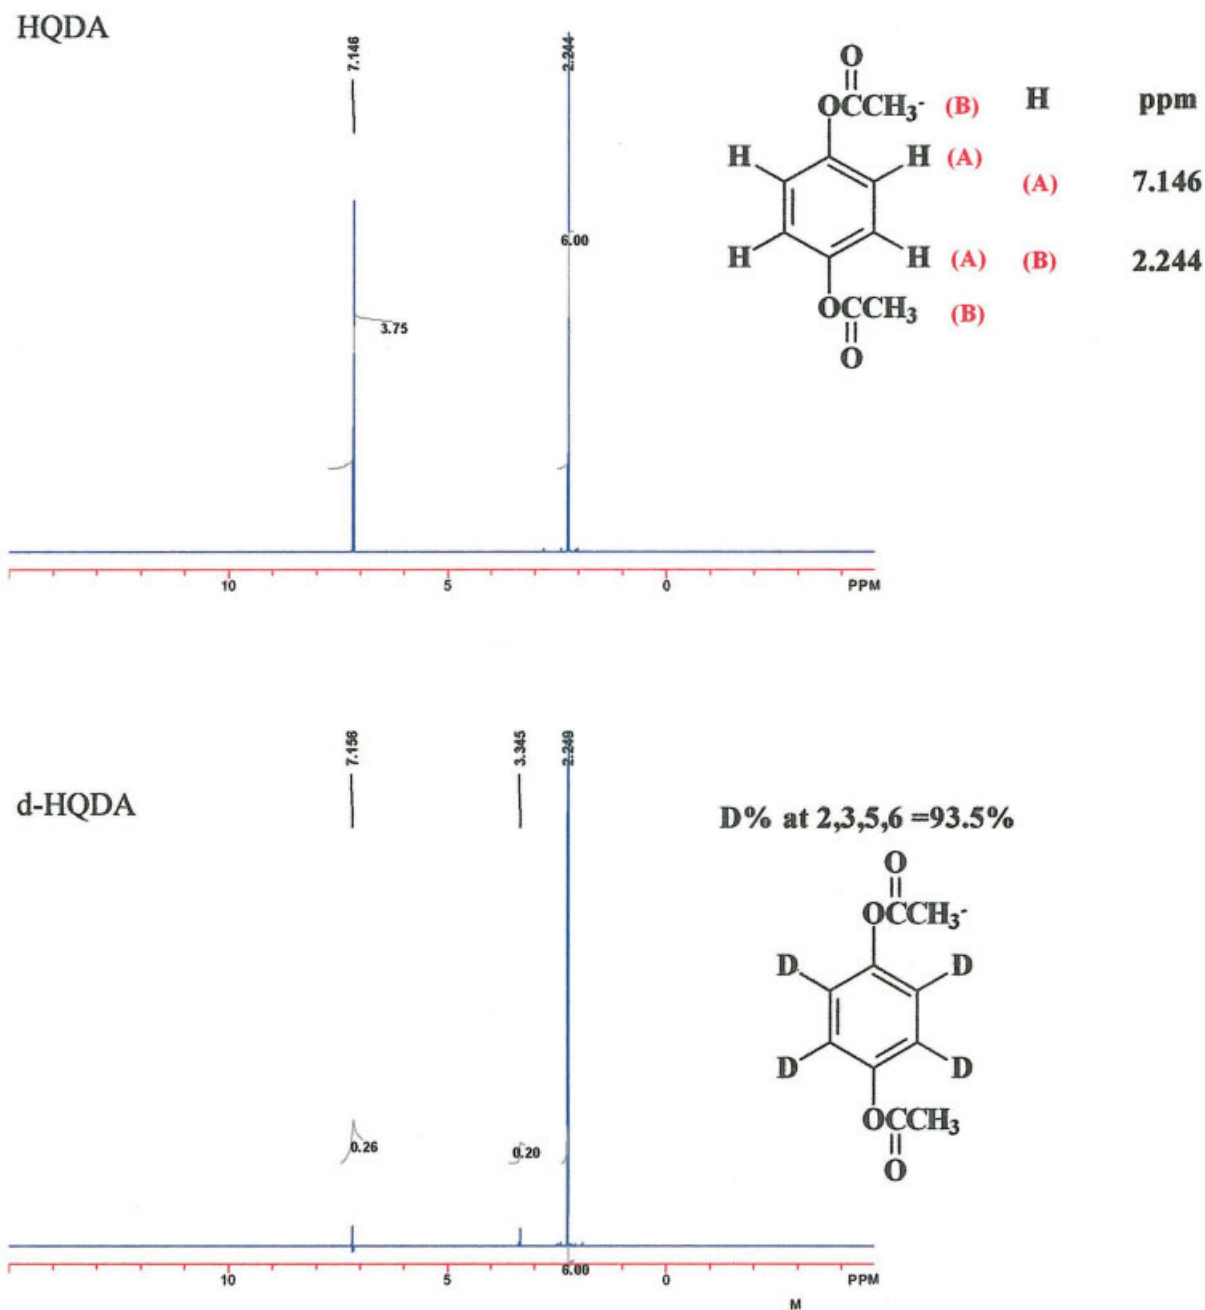 HQDA
7.146
2.244
O
OCCH3- (B) H ppm
H H (A)
(A) 7.146
6.00
H H (A) (B) 2.244
OCCH3 (B)
3.75
O
10 5 0 PPM
7.156
3.345
2.249
d-HQDA
D% at 2,3,5,6 =93.5%
O
OCCH3-
D D
D D
OCCH3
0.26
0.20
O
6.00
10 5 0 PPM
M